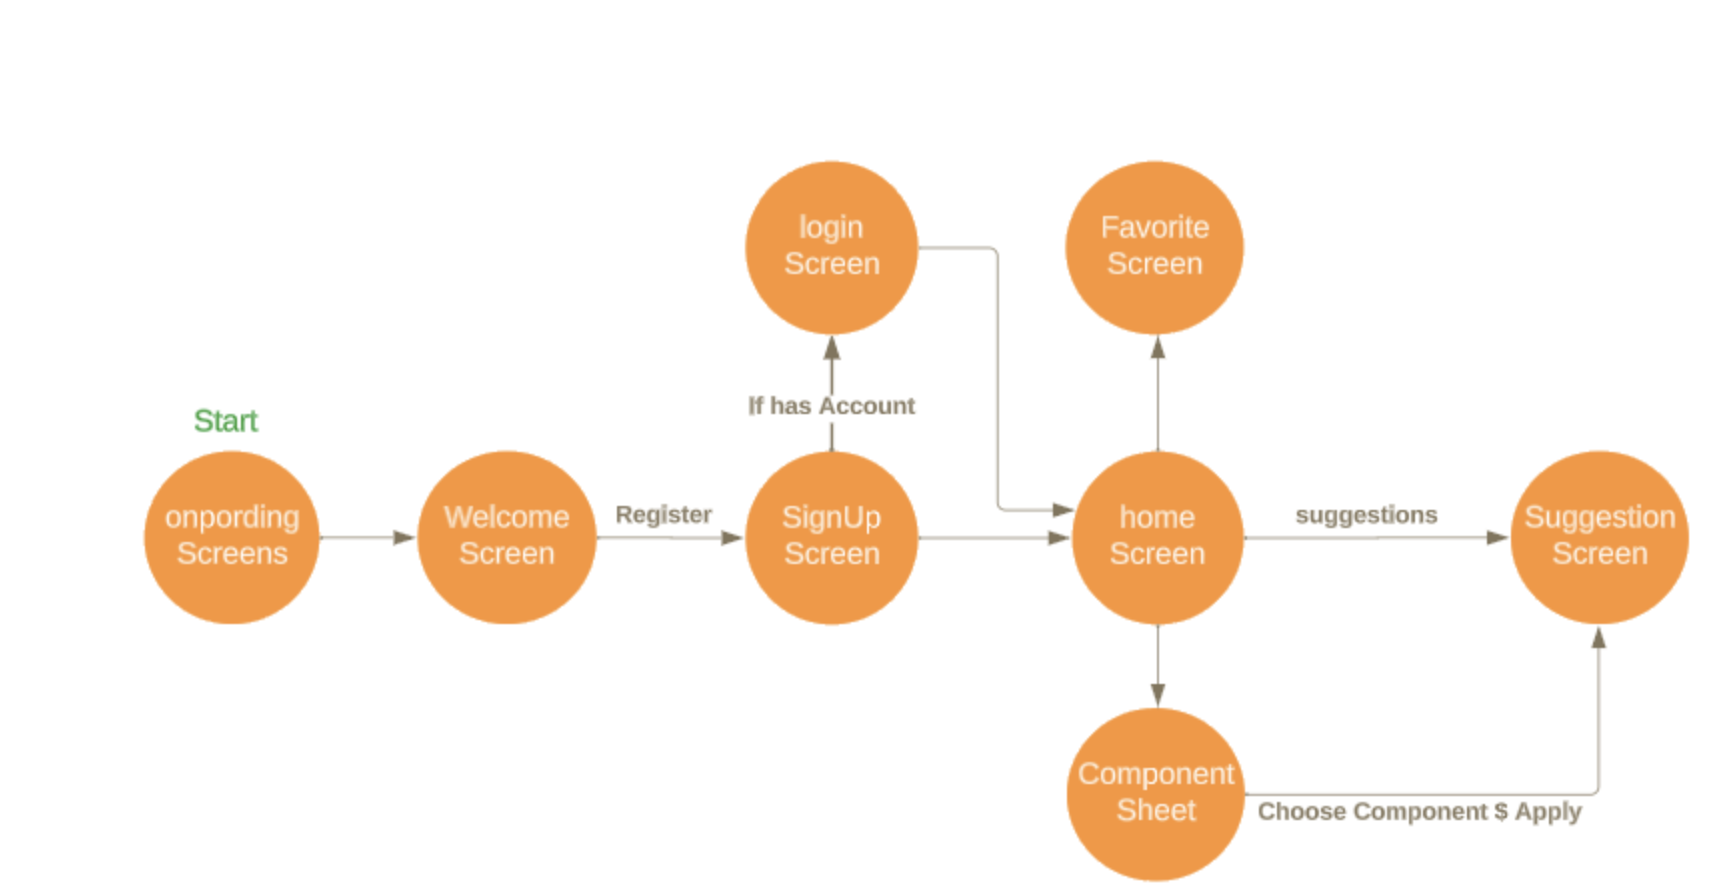 login
Screen
Favorite
Screen
If has Account
Start
onpording
Screens
Welcome
Screen
Register
SignUp
Screen
home
Screen
suggestions
Suggestion
Screen
Component
Sheet
Choose Component $ Apply